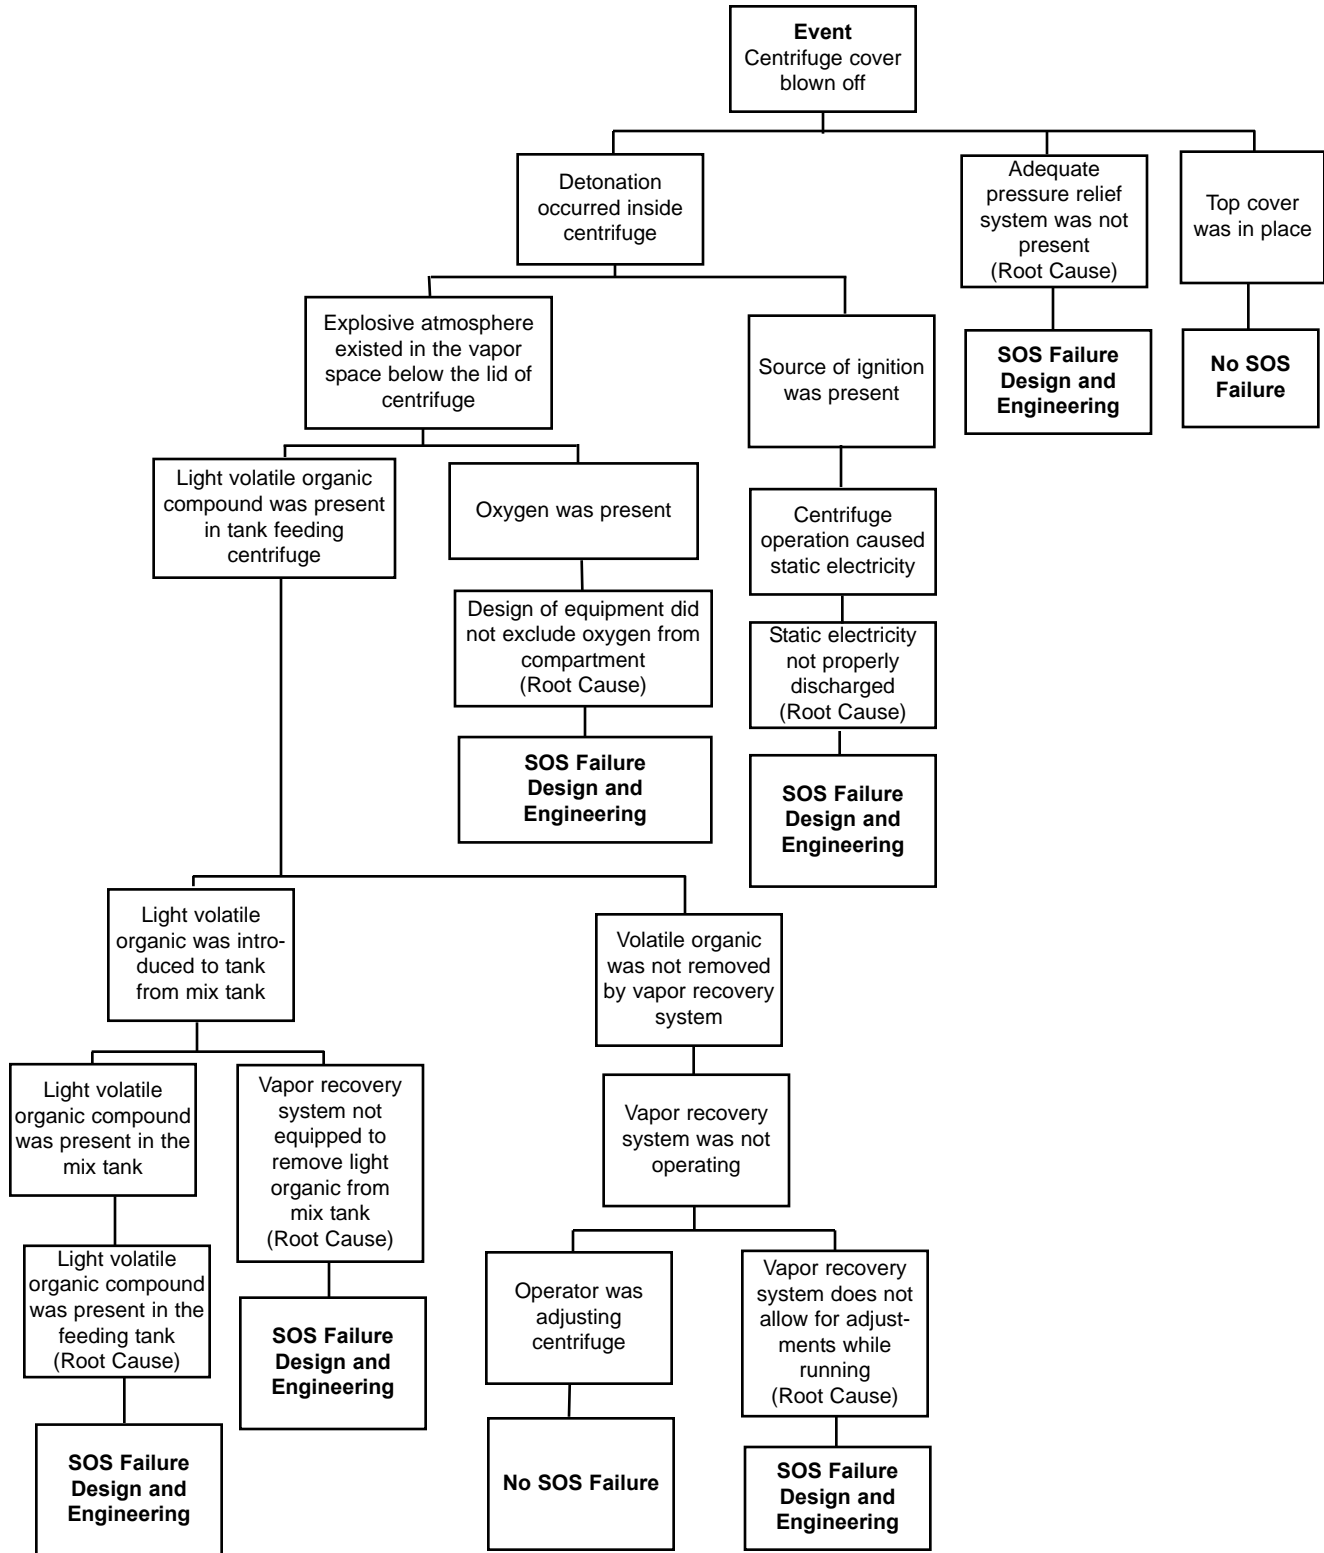 Event
Centrifuge cover
blown off
Detonation
occurred inside
centrifuge
Adequate
pressure relief
system was not
present
(Root Cause)
Top cover
was in place
Explosive atmosphere
existed in the vapor
space below the lid of
centrifuge
Source of ignition
was present
SOS Failure
Design and
Engineering
No SOS
Failure
Light volatile organic
compound was present
in tank feeding
centrifuge
Oxygen was present
Centrifuge
operation caused
static electricity
Design of equipment did
not exclude oxygen from
compartment
(Root Cause)
Static electricity
not properly
discharged
(Root Cause)
SOS Failure
Design and
Engineering
SOS Failure
Design and
Engineering
Light volatile
organic was intro-
duced to tank
from mix tank
Volatile organic
was not removed
by vapor recovery
system
Light volatile
organic compound
was present in the
mix tank
Vapor recovery
system not
equipped to
remove light
organic from
mix tank
(Root Cause)
Vapor recovery
system was not
operating
Light volatile
organic compound
was present in the
feeding tank
(Root Cause)
SOS Failure
Design and
Engineering
Operator was
adjusting
centrifuge
Vapor recovery
system does not
allow for adjust-
ments while
running
(Root Cause)
SOS Failure
Design and
Engineering
No SOS Failure
SOS Failure
Design and
Engineering